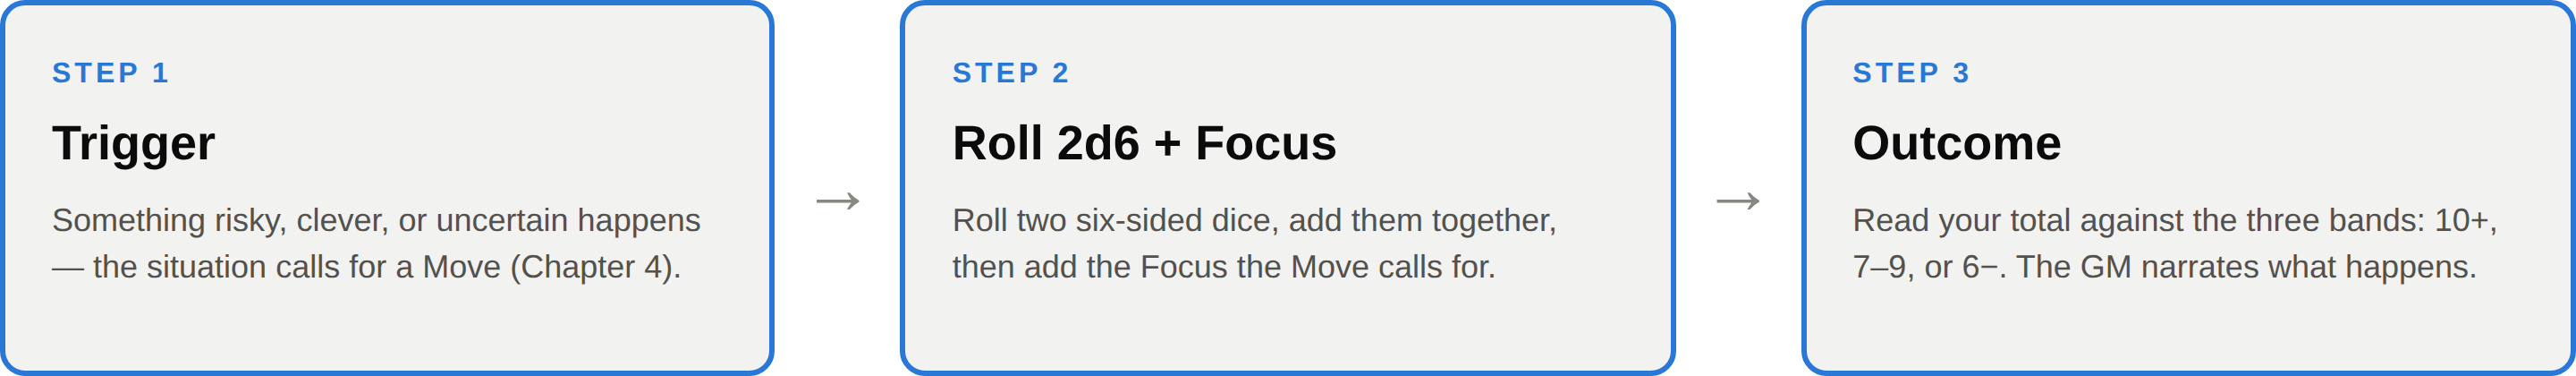 STEP 1
Trigger
Something risky, clever, or uncertain happens
— the situation calls for a Move (Chapter 4).
→
STEP 2
Roll 2d6 + Focus
Roll two six-sided dice, add them together,
then add the Focus the Move calls for.
→
STEP 3
Outcome
Read your total against the three bands: 10+,
7–9, or 6−. The GM narrates what happens.